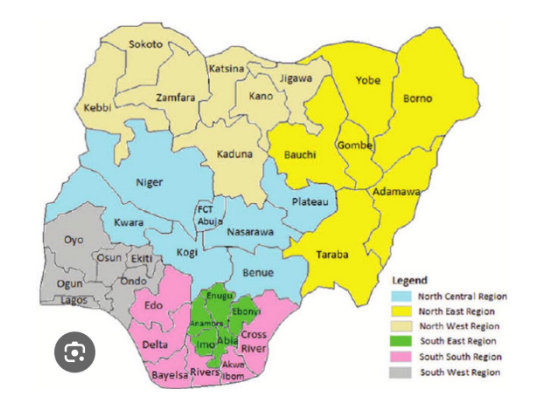 Sokoto
Katsina
Jigawa
Yobe
Borno
Kebbi
Zamfara
Kano
Kaduna
Bauchi
Gombe
Adamawa
Niger
Plateau
FCT
Abuja
Kwara
Nasarawa
Taraba
Oyo
Kogi
Benue
Osun
Ekiti
Ogun
Ondo
Lagos
Edo
Enugu
Ebonyi
Anambra
Imo
Abia
Cross
River
Delta
Bayelsa
Rivers
Akwa
Ibom
Legend
North Central Region
North East Region
North West Region
South East Region
South South Region
South West Region